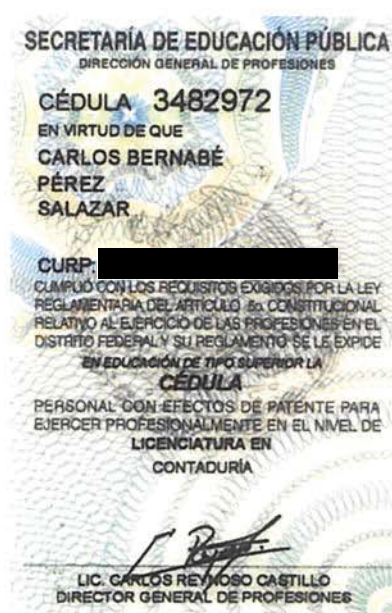 SECRETARÍA DE EDUCACIÓN PÚBLICA
DIRECCIÓN GENERAL DE PROFESIONES
CÉDULA 3482972
EN VIRTUD DE QUE
CARLOS BERNABÉ
PÉREZ
SALAZAR
CURP:
CUMPLIÓ CON LOS REQUISITOS EXIGIDOS POR LA LEY
REGLAMENTARIA DEL ARTÍCULO 5o. CONSTITUCIONAL
RELATIVO AL EJERCICIO DE LAS PROFESIONES EN EL
DISTRITO FEDERAL Y SU REGLAMENTO SE LE EXPIDE
EN EDUCACIÓN DE TIPO SUPERIOR LA
CÉDULA
PERSONAL CON EFECTOS DE PATENTE PARA
EJERCER PROFESIONALMENTE EN EL NIVEL DE
LICENCIATURA EN
CONTADURÍA
LIC. CARLOS REYNOSO CASTILLO
DIRECTOR GENERAL DE PROFESIONES